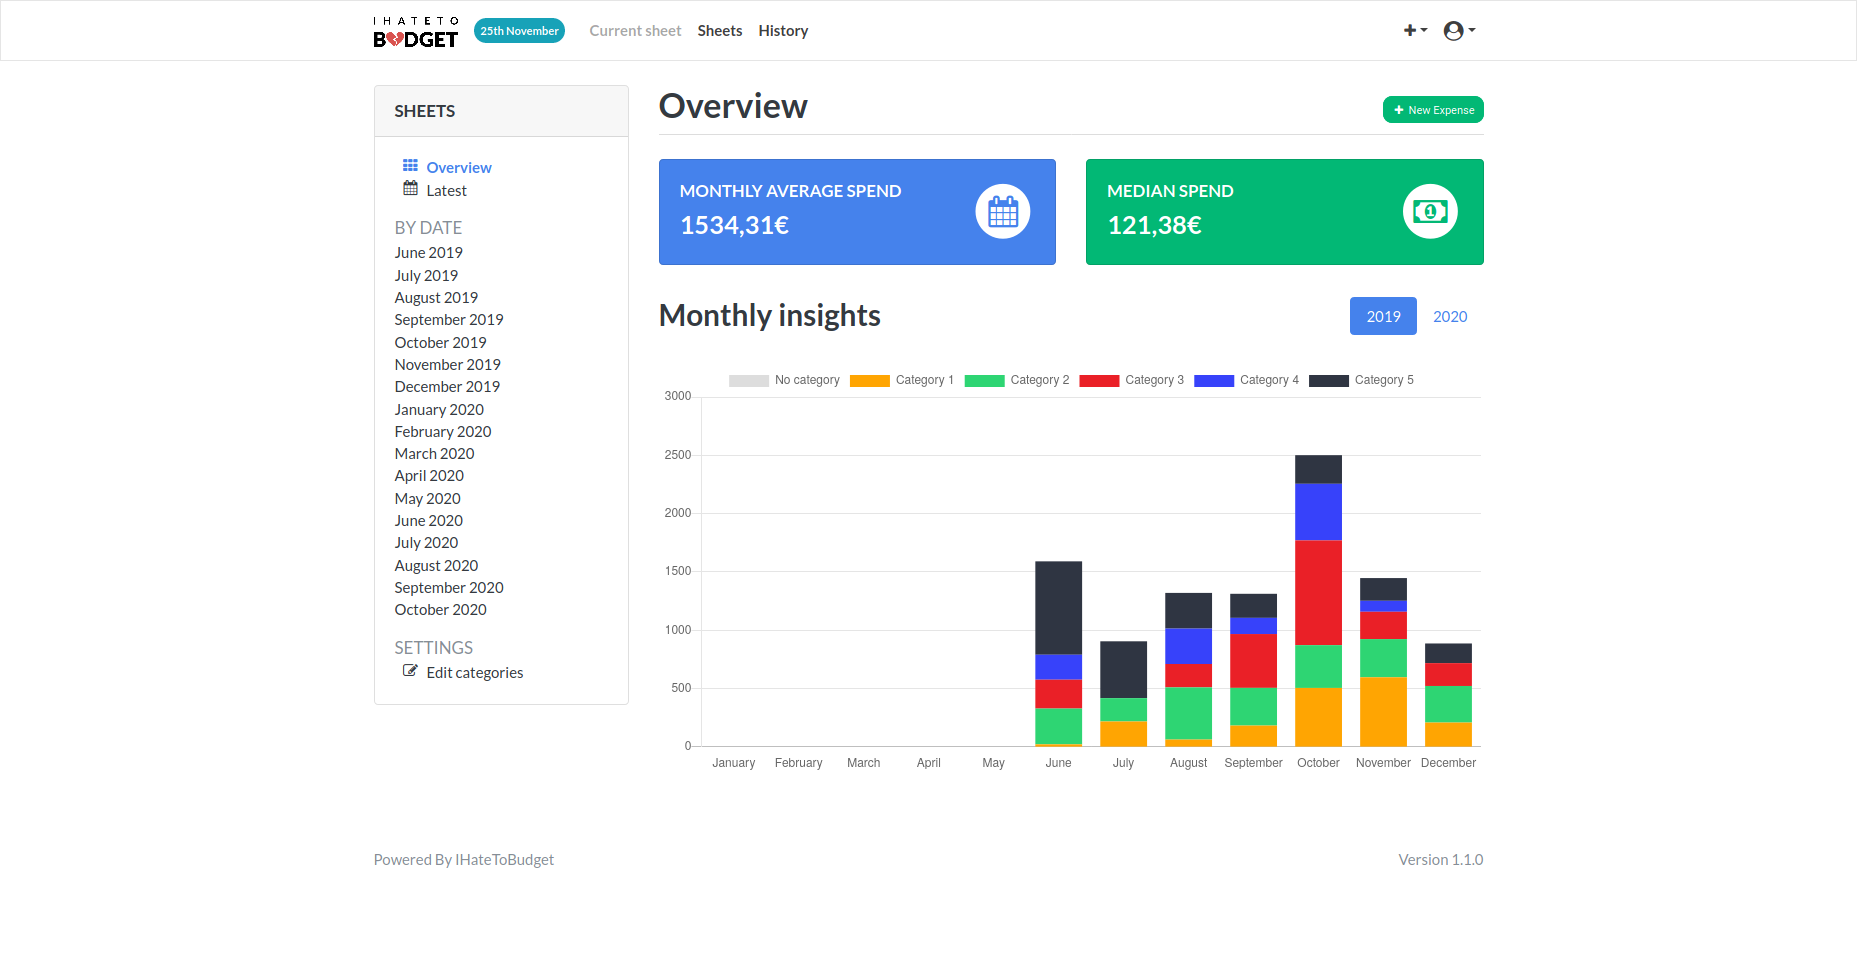 I HATE TO
BUDGET
25th November
Current sheet
Sheets
History
SHEETS
Overview
Latest
BY DATE
June 2019
July 2019
August 2019
September 2019
October 2019
November 2019
December 2019
January 2020
February 2020
March 2020
April 2020
May 2020
June 2020
July 2020
August 2020
September 2020
October 2020
SETTINGS
Edit categories
Overview
New Expense
MONTHLY AVERAGE SPEND
1534,31€
MEDIAN SPEND
121,38€
1
Monthly insights
2019
2020
No category
Category 1
Category 2
Category 3
Category 4
Category 5
3000
2500
2000
1500
1000
500
0
January
February
March
April
May
June
July
August
September
October
November
December
Powered By IHateToBudget
Version 1.1.0